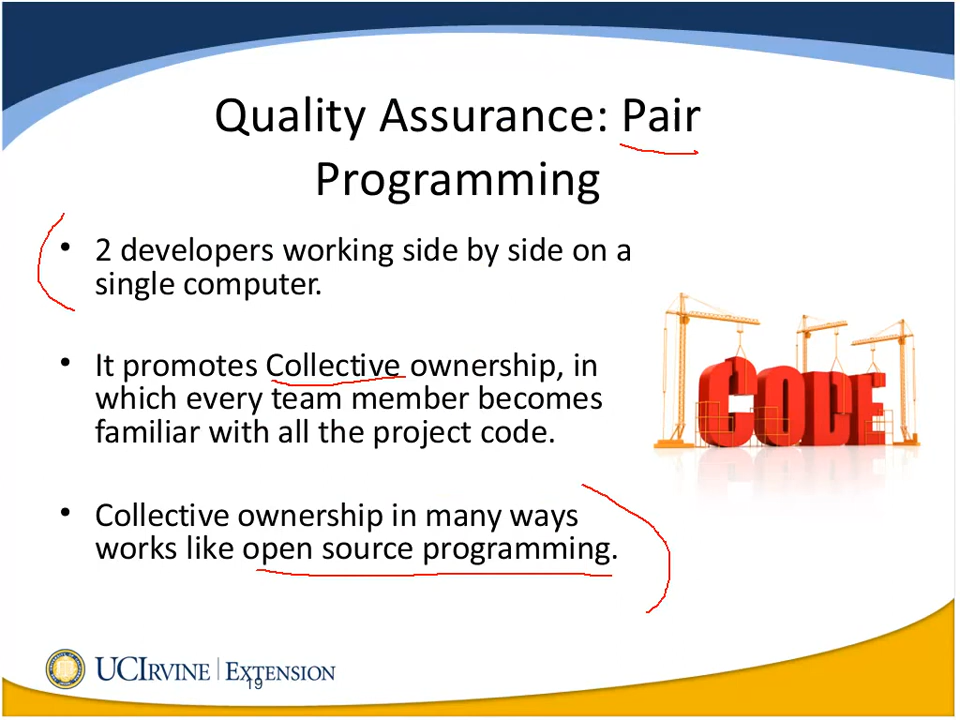 Quality Assurance: Pair
Programming
• 2 developers working side by side on a
single computer.
• It promotes Collective ownership, in
which every team member becomes
familiar with all the project code.
• Collective ownership in many ways
works like open source programming.
CODE
UCIRVINE | EXTENSION
19